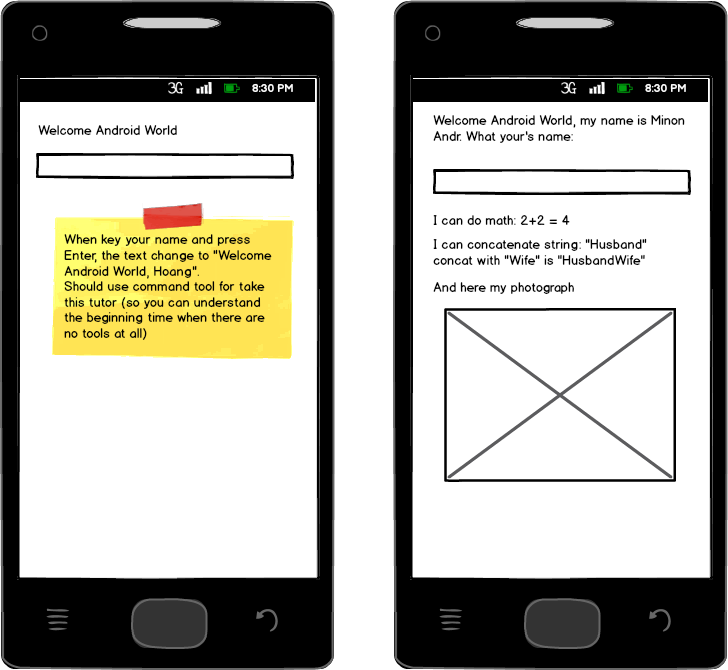 3G 8:30 PM
Welcome Android World
When key your name and press
Enter, the text change to "Welcome
Android World, Hoang".
Should use command tool for take
this tutor (so you can understand
the beginning time when there are
no tools at all)
3G 8:30 PM
Welcome Android World, my name is Minon
Andr. What your's name:
I can do math: 2+2 = 4
I can concatenate string: "Husband"
concat with "Wife" is "HusbandWife"
And here my photograph